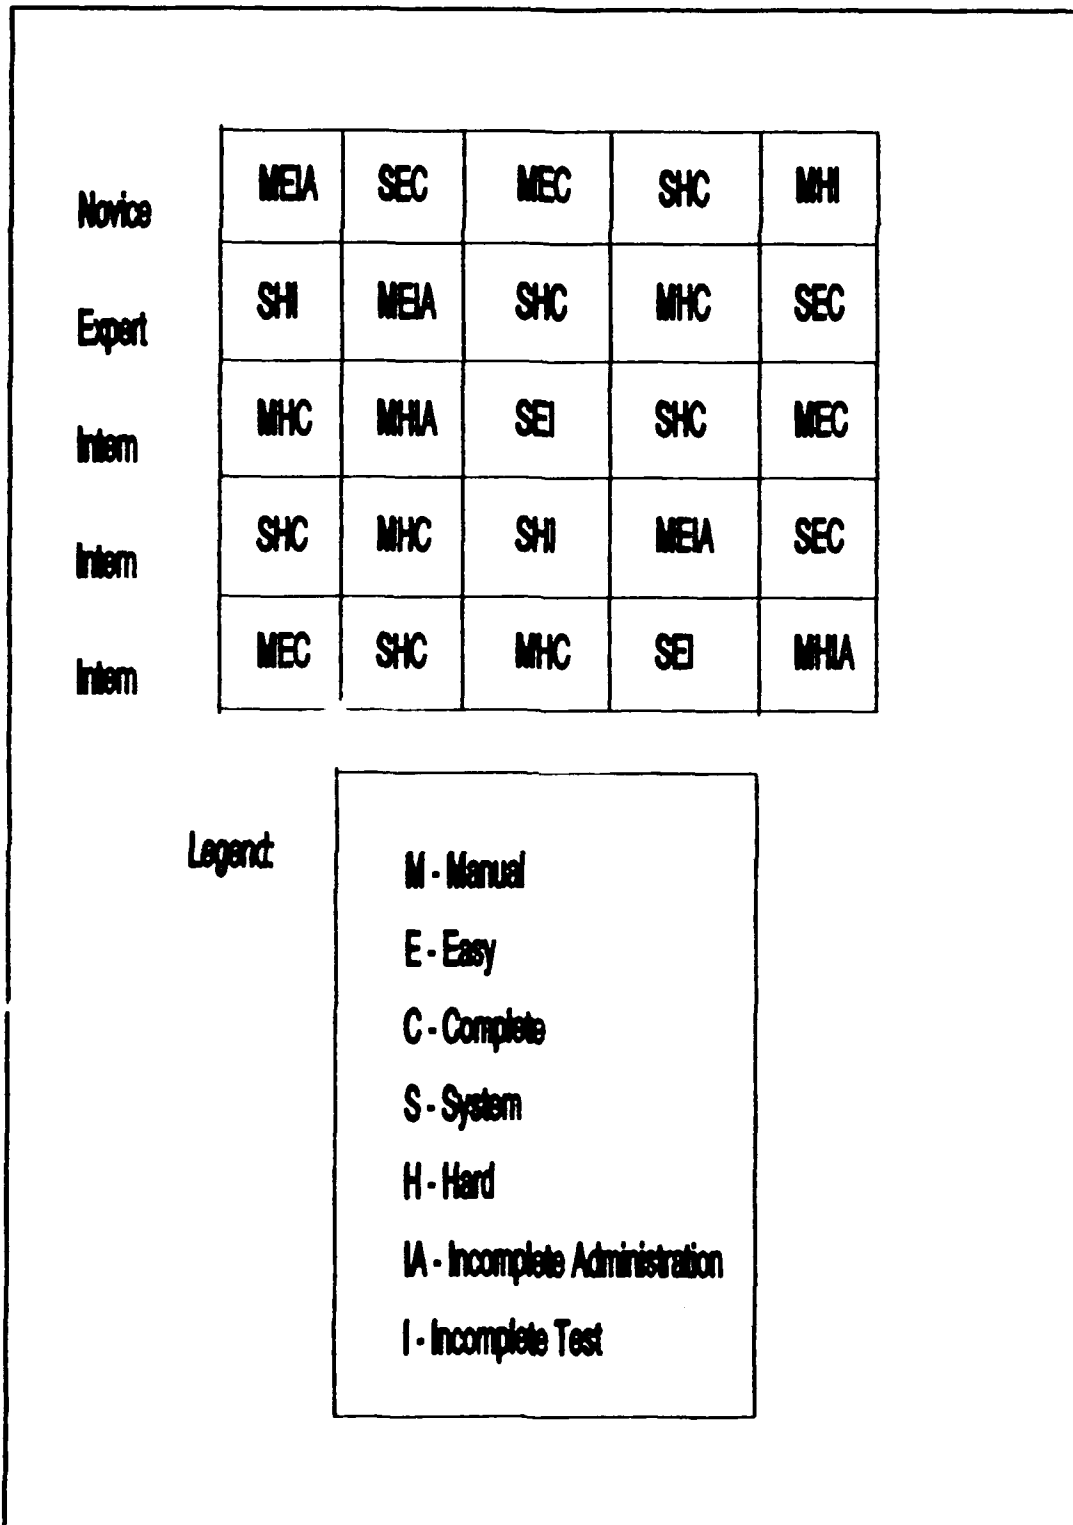 Novice MEIA SEC MEC SHC MHI
Expert SHI MEIA SHC MHC SEC
Intern MHC MHIA SEI SHC MEC
Intern SHC MHC SHI MEIA SEC
Intern MEC SHC MHC SEI MHIA
Legend:
M - Manual
E - Easy
C - Complete
S - System
H - Hard
IA - Incomplete Administration
I - Incomplete Test